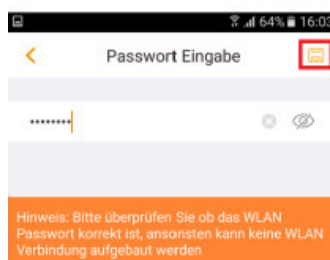 64% 16:03
Passwort Eingabe
••••••••
Hinweis: Bitte überprüfen Sie ob das WLAN
Passwort korrekt ist, ansonsten kann keine WLAN
Verbindung aufgebaut werden